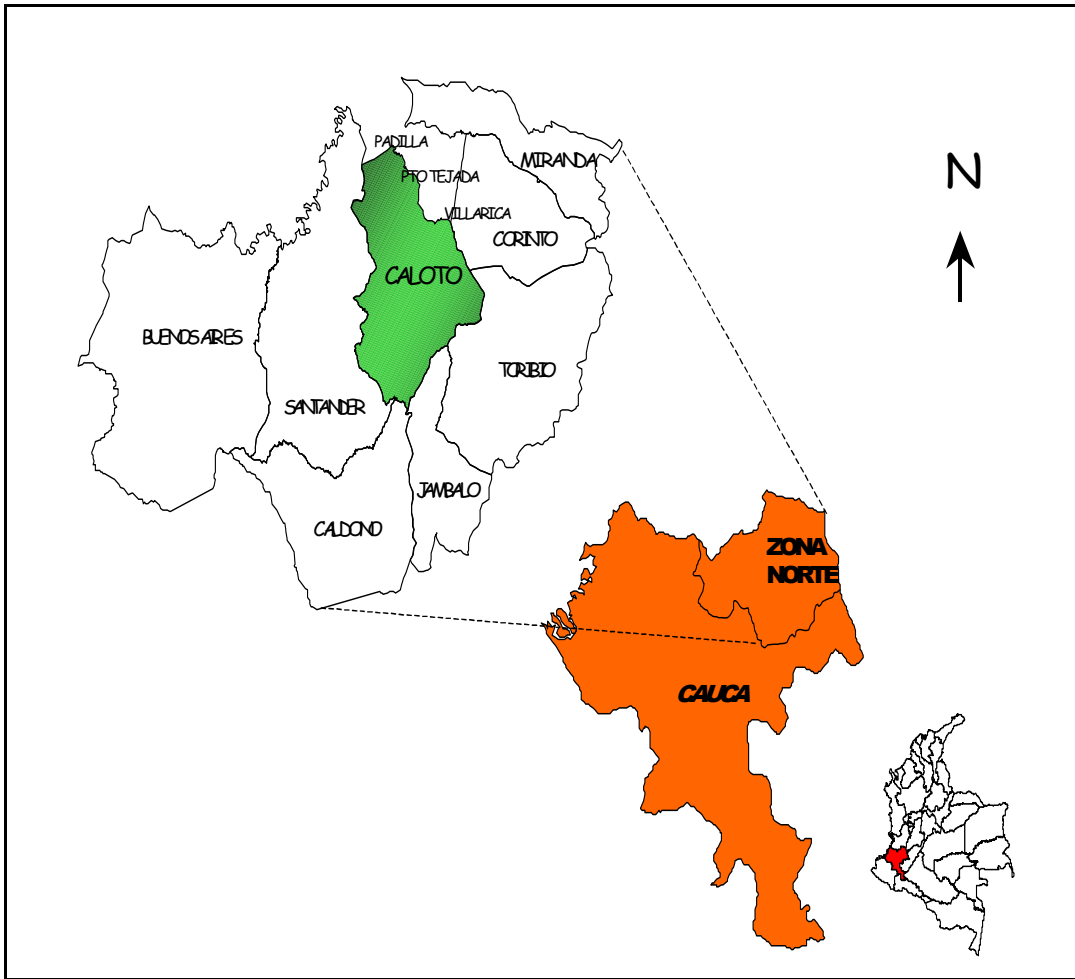 PADILLA
MIRANDA
PTO TEJADA
VILLARICA
CORINTO
CALOTO
BUENOS AIRES
TORIBIO
SANTANDER
JAMBALO
CALDONO
N
ZONA
NORTE
CAUCA